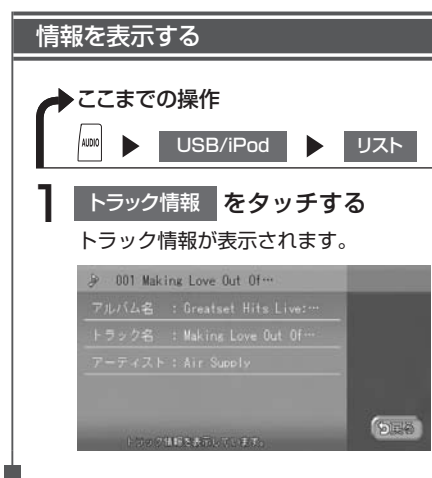 情報を表示する
ここまでの操作
AUDIO ▶ USB/iPod ▶ リスト
1 トラック情報 をタッチする
トラック情報が表示されます。
001 Making Love Out Of…
アルバム名 : Greatset Hits Live:…
トラック名 : Making Love Out Of…
アーティスト : Air Supply
トラック情報を表示しています。
戻る